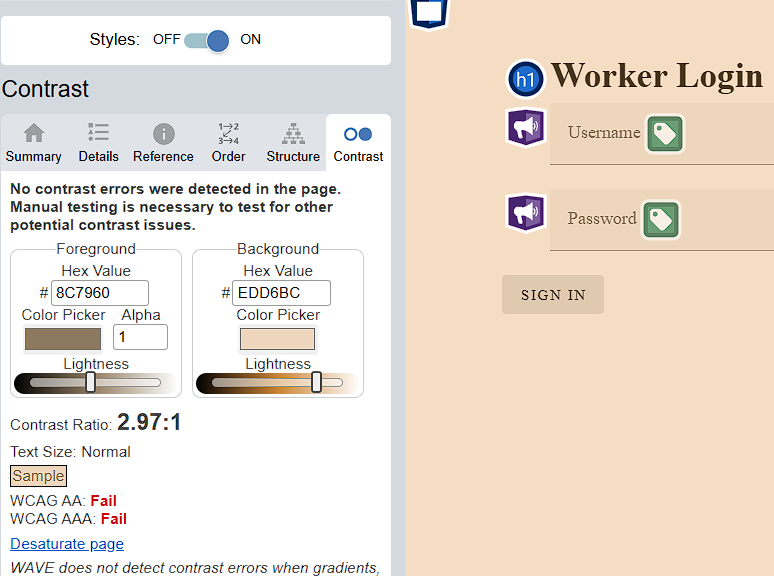 Styles: OFF ON
Contrast
Summary Details Reference Order Structure Contrast
1 2
3 4
No contrast errors were detected in the page.
Manual testing is necessary to test for other
potential contrast issues.
Foreground
Hex Value
# 8C7960
Color Picker Alpha
1
Lightness
Background
Hex Value
# EDD6BC
Color Picker
Lightness
Contrast Ratio: 2.97:1
Text Size: Normal
Sample
WCAG AA: Fail
WCAG AAA: Fail
Desaturate page
WAVE does not detect contrast errors when gradients,
h1 Worker Login
Username
Password
SIGN IN